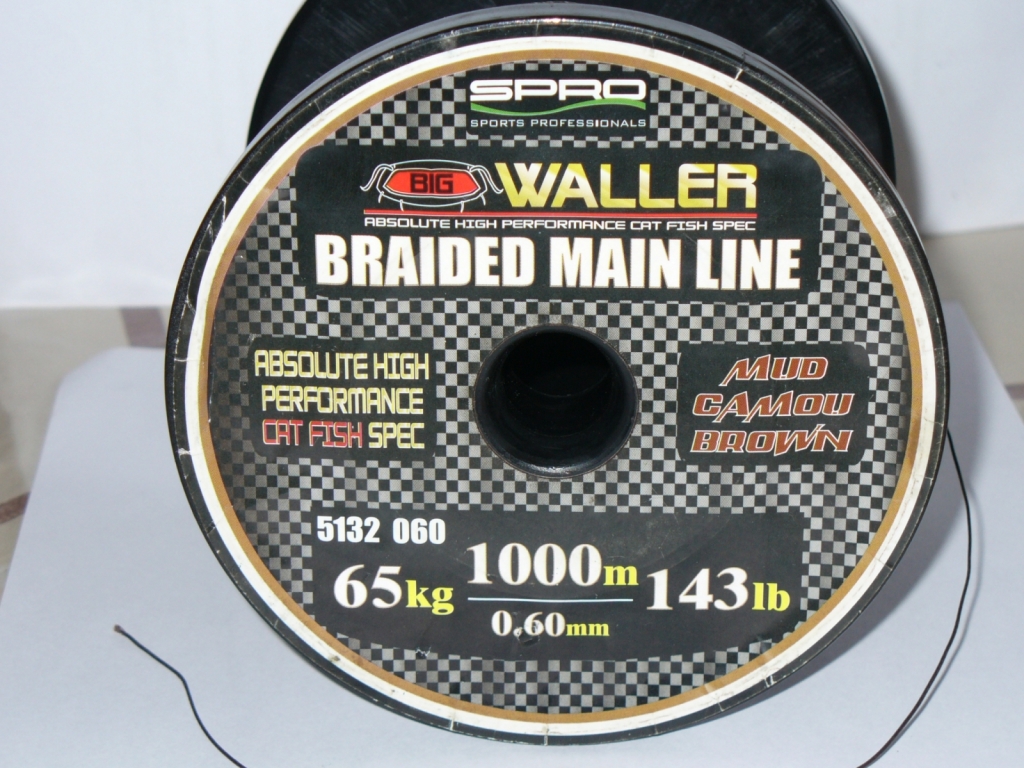 SPRO
SPORTS PROFESSIONALS
BIG WALLER
ABSOLUTE HIGH PERFORMANCE CAT FISH SPEC
BRAIDED MAIN LINE
ABSOLUTE HIGH
PERFORMANCE
CAT FISH SPEC
MUD
CAMOU
BROWN
5132 060
65kg
1000m
0.60mm
143lb